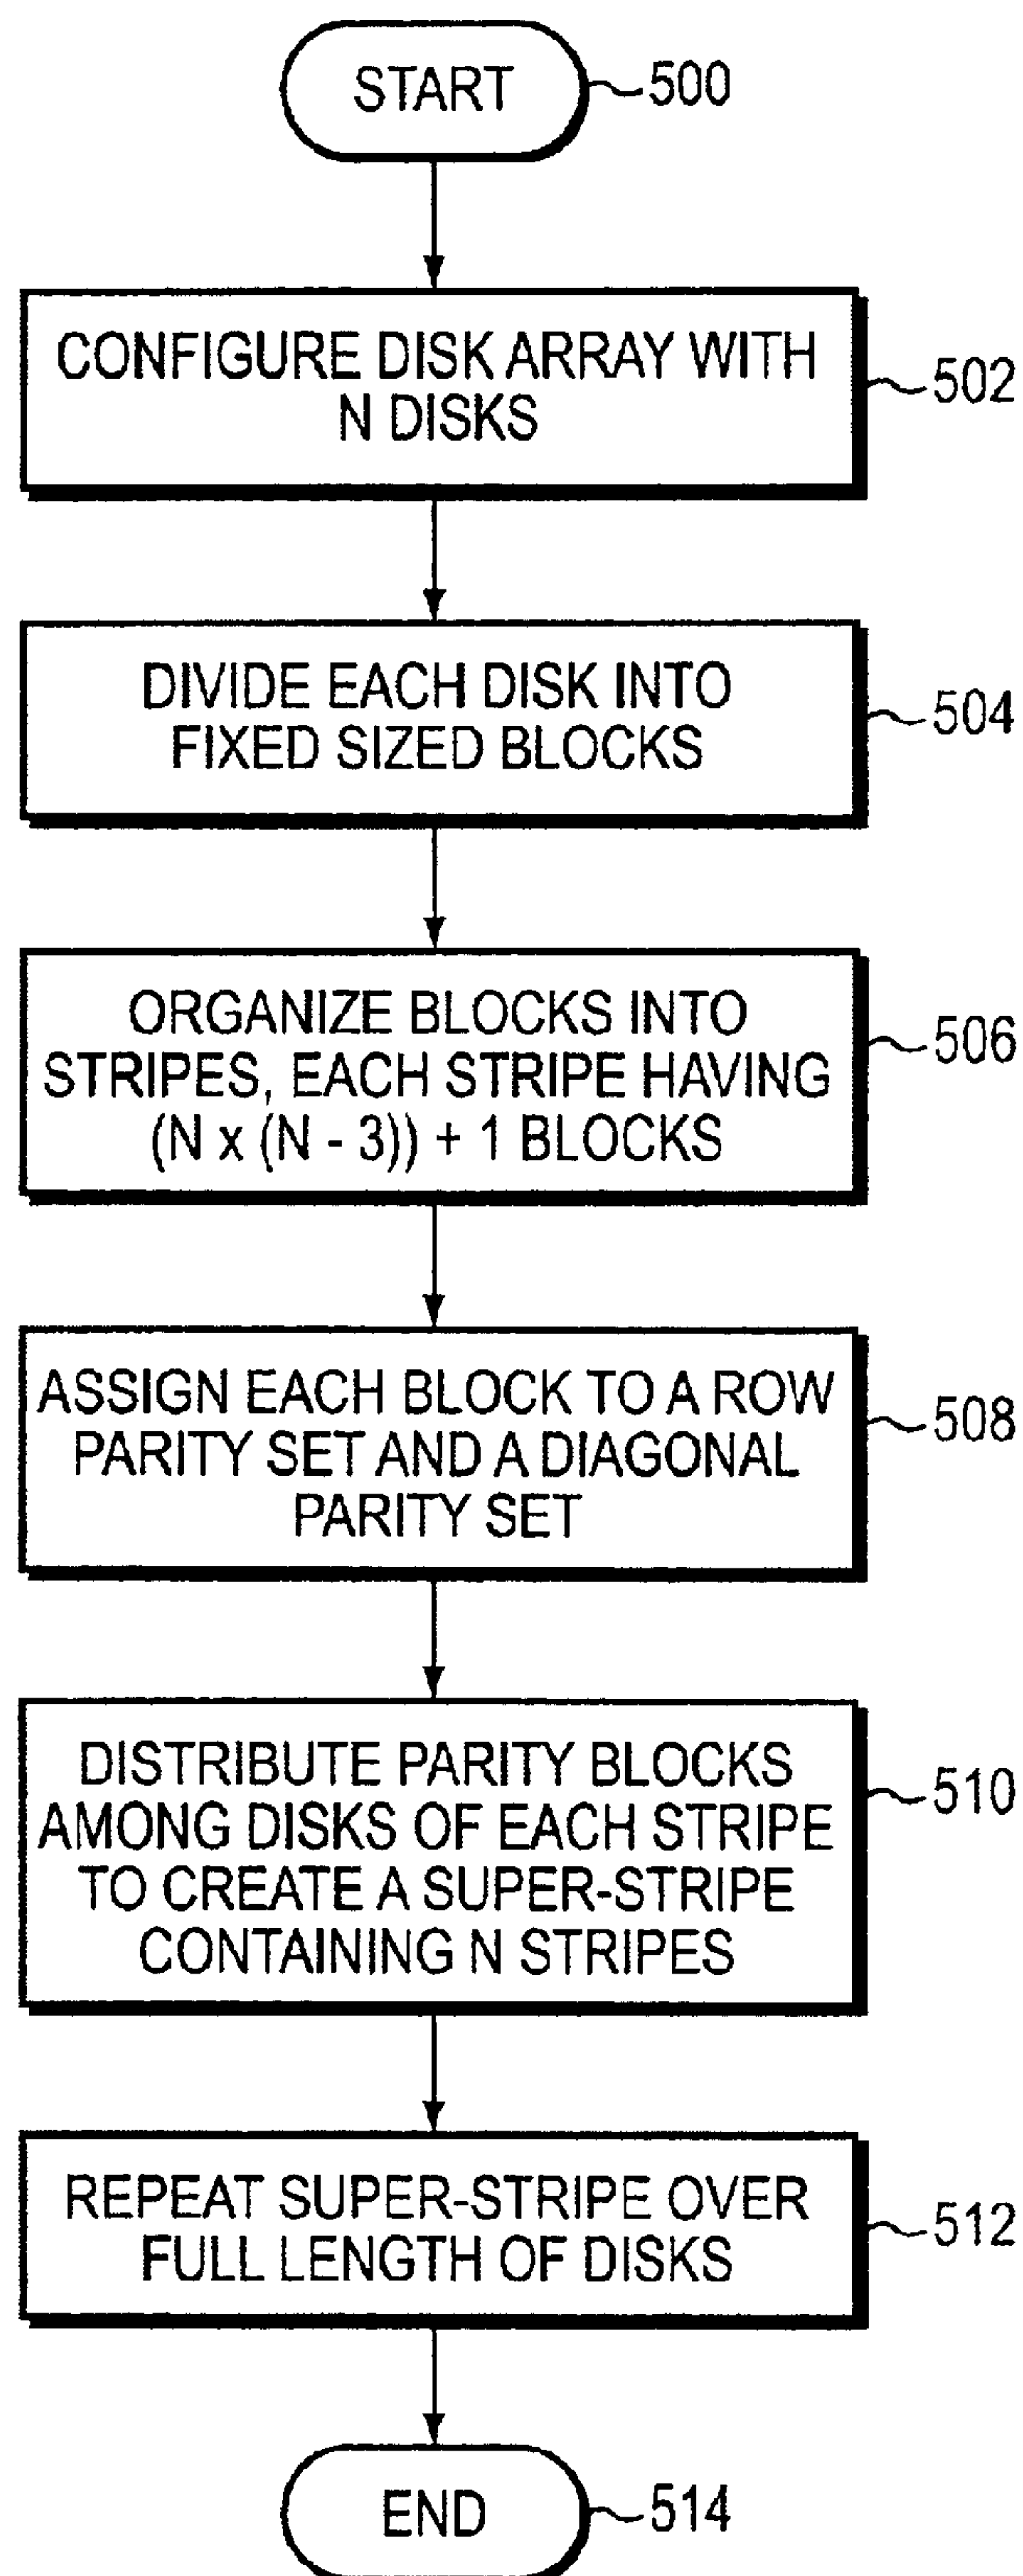 START
500
CONFIGURE DISK ARRAY WITH
N DISKS
502
DIVIDE EACH DISK INTO
FIXED SIZED BLOCKS
504
ORGANIZE BLOCKS INTO
STRIPES, EACH STRIPE HAVING
(N x (N - 3)) + 1 BLOCKS
506
ASSIGN EACH BLOCK TO A ROW
PARITY SET AND A DIAGONAL
PARITY SET
508
DISTRIBUTE PARITY BLOCKS
AMONG DISKS OF EACH STRIPE
TO CREATE A SUPER-STRIPE
CONTAINING N STRIPES
510
REPEAT SUPER-STRIPE OVER
FULL LENGTH OF DISKS
512
END
514